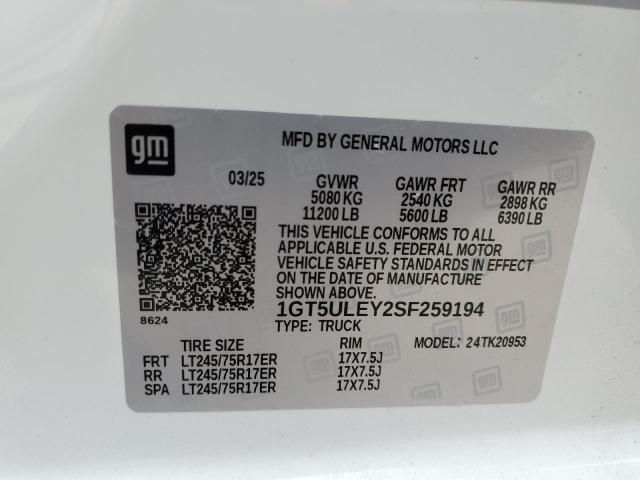 gm
MFD BY GENERAL MOTORS LLC
03/25 GVWR GAWR FRT GAWR RR
5080 KG 2540 KG 2898 KG
11200 LB 5600 LB 6390 LB
THIS VEHICLE CONFORMS TO ALL
APPLICABLE U.S. FEDERAL MOTOR
VEHICLE SAFETY STANDARDS IN EFFECT
ON THE DATE OF MANUFACTURE
SHOWN ABOVE.
1GT5ULEY2SF259194
8624
TYPE: TRUCK
TIRE SIZE RIM MODEL: 24TK20953
FRT LT245/75R17ER 17X7.5J
RR LT245/75R17ER 17X7.5J
SPA LT245/75R17ER 17X7.5J